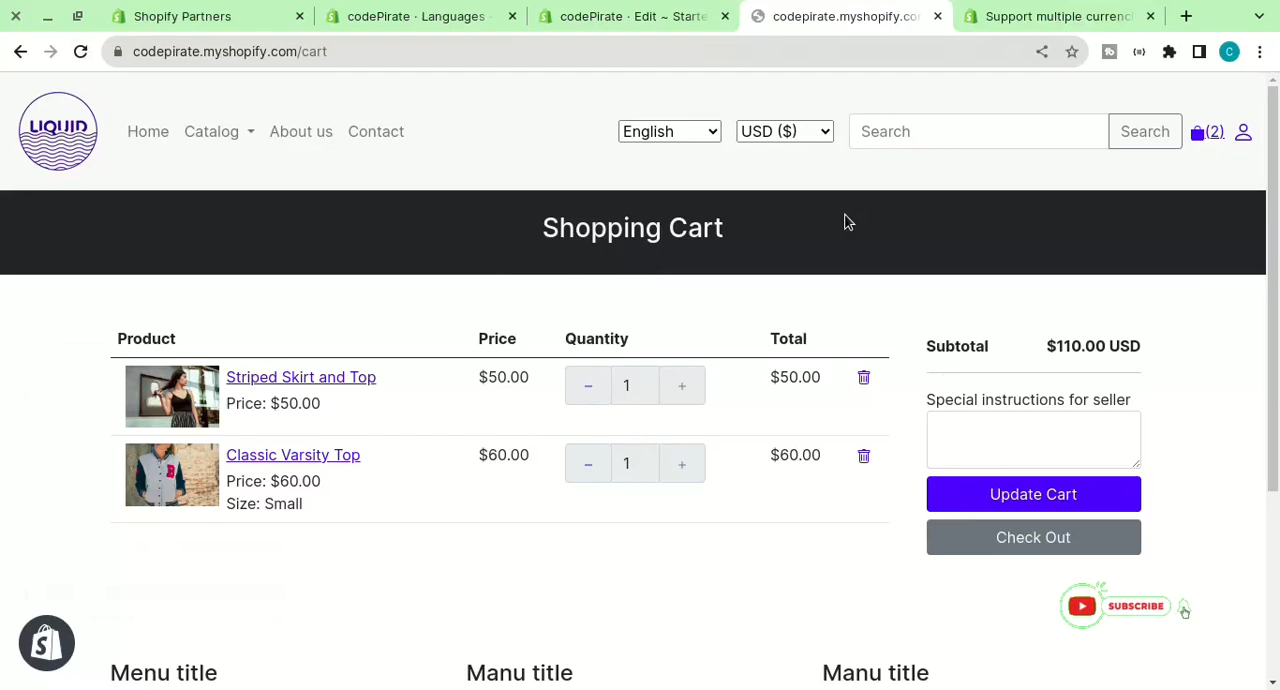 Shopify Partners
codePirate · Languages ·
codePirate · Edit ~ Starte
codepirate.myshopify.co
Support multiple currenc
codepirate.myshopify.com/cart
C
LIQUID
Home
Catalog
About us
Contact
English
USD ($)
Search
Search
(2)
Shopping Cart
Product
Price
Quantity
Total
Striped Skirt and Top
Price: $50.00
$50.00
− 1 +
$50.00
Classic Varsity Top
Price: $60.00
Size: Small
$60.00
− 1 +
$60.00
Subtotal
$110.00 USD
Special instructions for seller
Update Cart
Check Out
SUBSCRIBE
Menu title
Manu title
Manu title